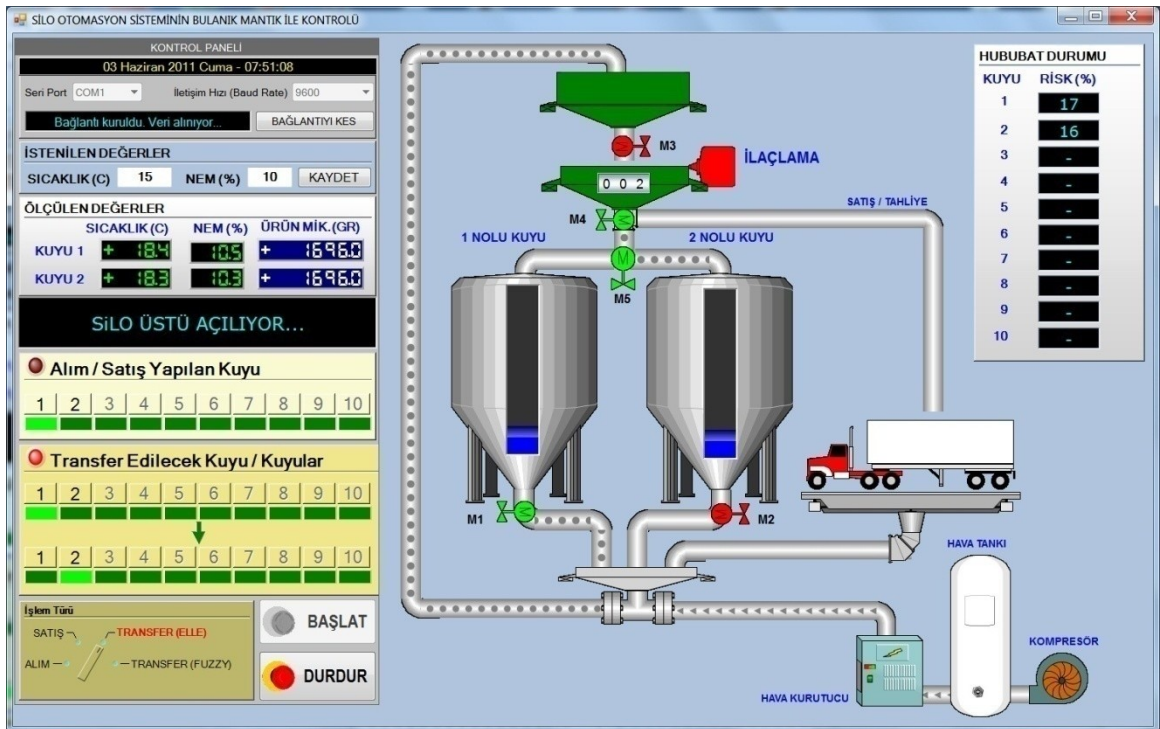 SİLO OTOMASYON SİSTEMİNİN BULANIK MANTIK İLE KONTROLÜ
KONTROL PANELİ
03 Haziran 2011 Cuma - 07:51:08
Seri Port COM1 İletişim Hızı (Baud Rate) 9600
Bağlantı kuruldu. Veri alınıyor... BAĞLANTIYI KES
İSTENİLEN DEĞERLER
SICAKLIK (C) 15 NEM (%) 10 KAYDET
ÖLÇÜLEN DEĞERLER
SICAKLIK (C) NEM (%) ÜRÜN MİK. (GR)
KUYU 1 + 18.4 10.5 + 1696.0
KUYU 2 + 18.3 10.3 + 1696.0
SiLO ÜSTÜ AÇILIYOR...
Alım / Satış Yapılan Kuyu
1 2 3 4 5 6 7 8 9 10
Transfer Edilecek Kuyu / Kuyular
1 2 3 4 5 6 7 8 9 10
1 2 3 4 5 6 7 8 9 10
İşlem Türü
SATIŞ TRANSFER (ELLE)
ALIM TRANSFER (FUZZY)
BAŞLAT
DURDUR
M3
İLAÇLAMA
0 0 2
M4 M
SATIŞ / TAHLİYE
1 NOLU KUYU 2 NOLU KUYU
M
M5
M1 M
M M2
HAVA TANKI
KOMPRESÖR
HAVA KURUTUCU
HUBUBAT DURUMU
KUYU RİSK (%)
1 17
2 16
3 -
4 -
5 -
6 -
7 -
8 -
9 -
10 -